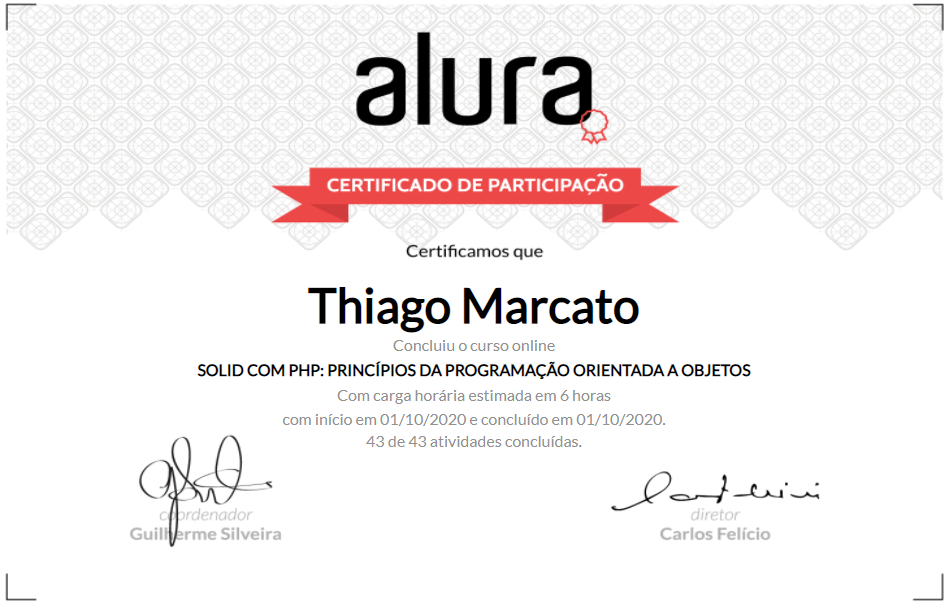 alura
CERTIFICADO DE PARTICIPAÇÃO
Certificamos que
Thiago Marcato
Concluiu o curso online
SOLID COM PHP: PRINCÍPIOS DA PROGRAMAÇÃO ORIENTADA A OBJETOS
Com carga horária estimada em 6 horas
com início em 01/10/2020 e concluído em 01/10/2020.
43 de 43 atividades concluídas.
coordenador
Guilherme Silveira
diretor
Carlos Felício